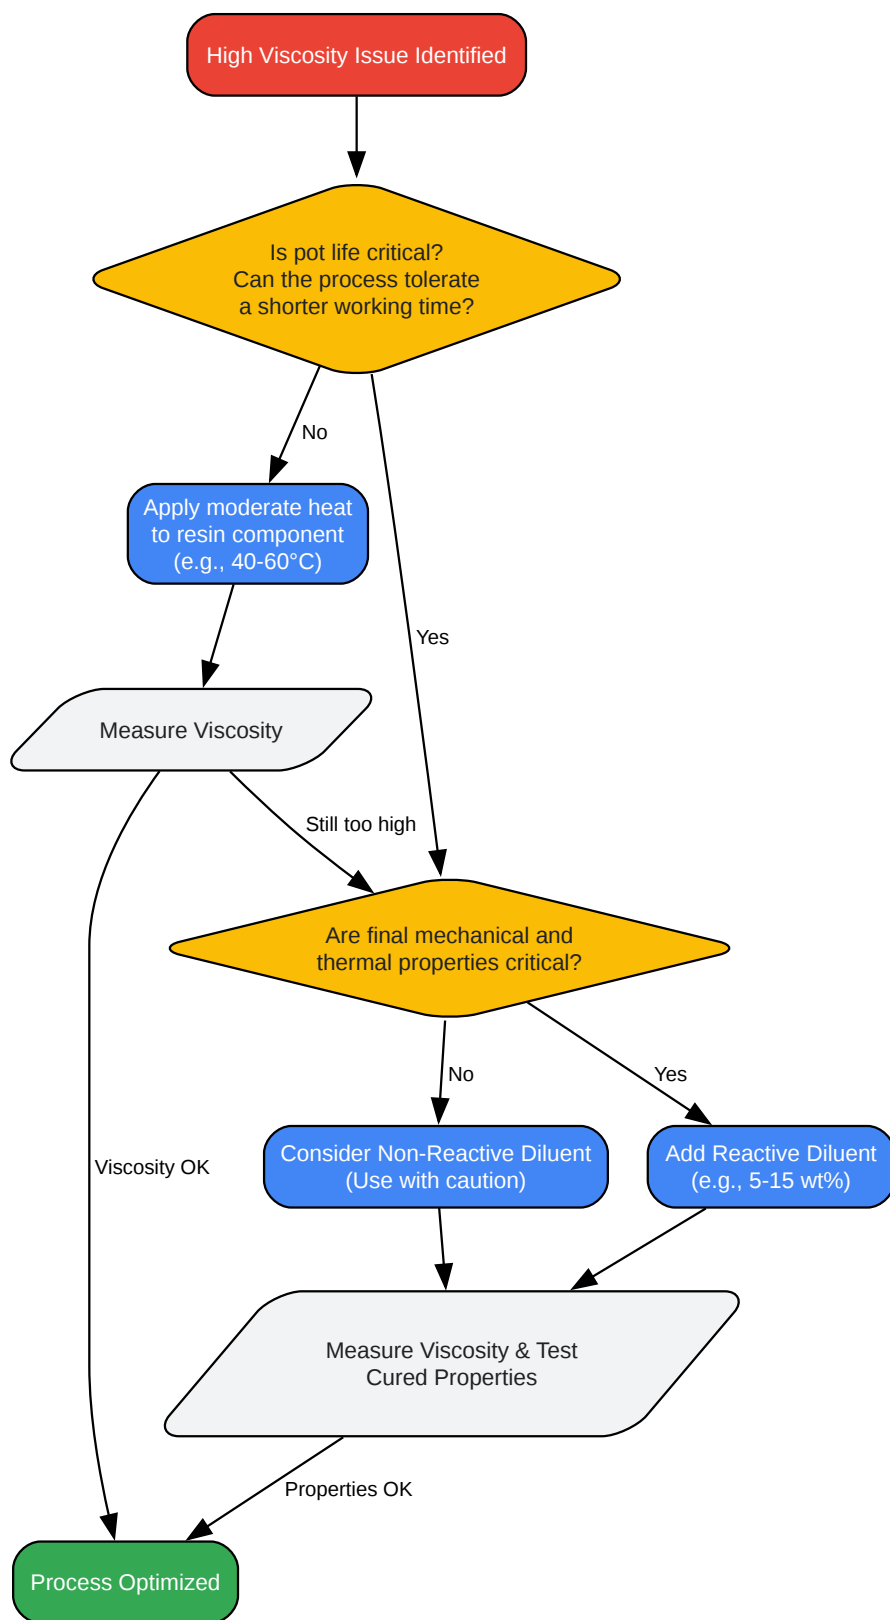 High Viscosity Issue Identified
Is pot life critical?
Can the process tolerate
a shorter working time?
No
Apply moderate heat
to resin component
(e.g., 40-60°C)
Yes
Measure Viscosity
Still too high
Are final mechanical and
thermal properties critical?
No
Yes
Viscosity OK
Consider Non-Reactive Diluent
(Use with caution)
Add Reactive Diluent
(e.g., 5-15 wt%)
Measure Viscosity & Test
Cured Properties
Properties OK
Process Optimized